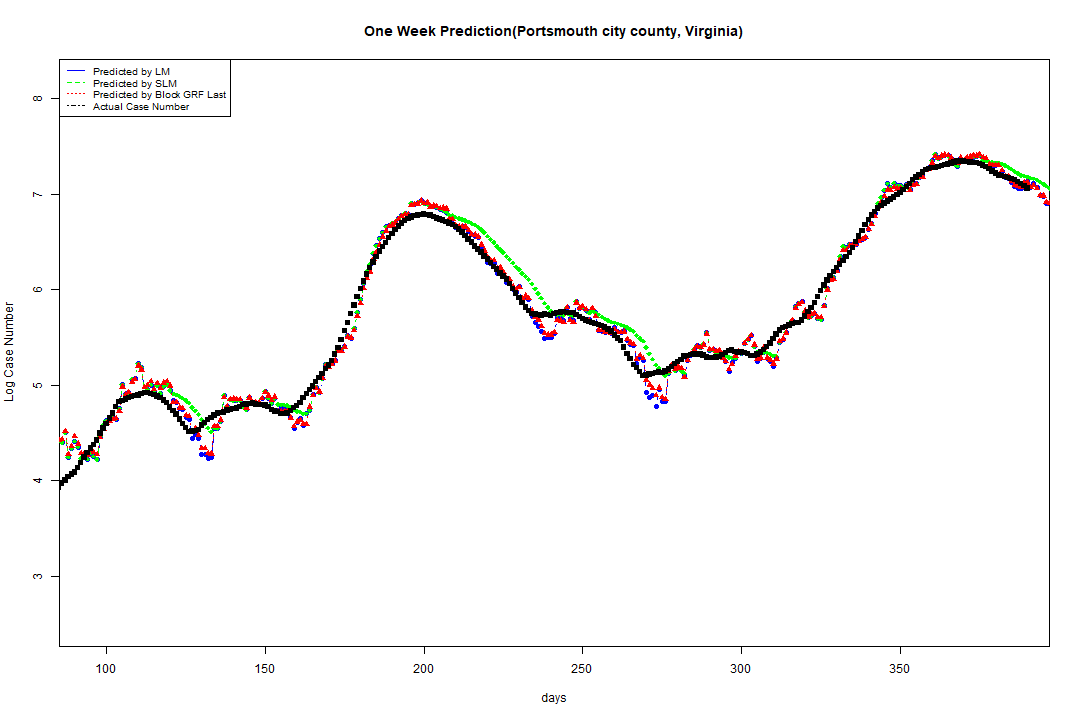 One Week Prediction(Portsmouth city county, Virginia)
Predicted by LM
Predicted by SLM
Predicted by Block GRF Last
Actual Case Number
8
7
6
5
4
3
Log Case Number
100 150 200 250 300 350
days